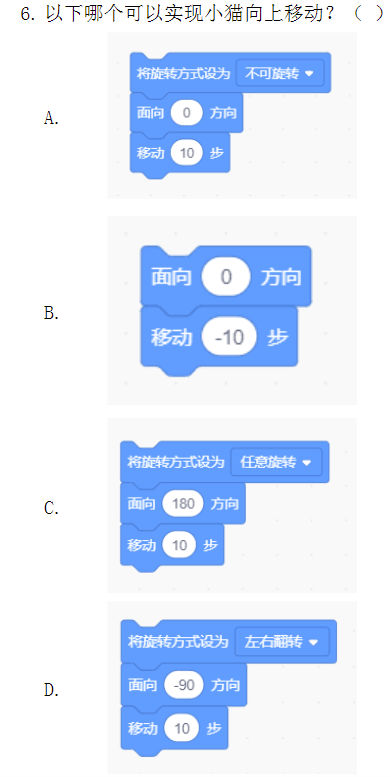 6. 以下哪个可以实现小猫向上移动？（ ）
A.
将旋转方式设为 不可旋转
面向 0 方向
移动 10 步
B.
面向 0 方向
移动 -10 步
C.
将旋转方式设为 任意旋转
面向 180 方向
移动 10 步
D.
将旋转方式设为 左右翻转
面向 -90 方向
移动 10 步